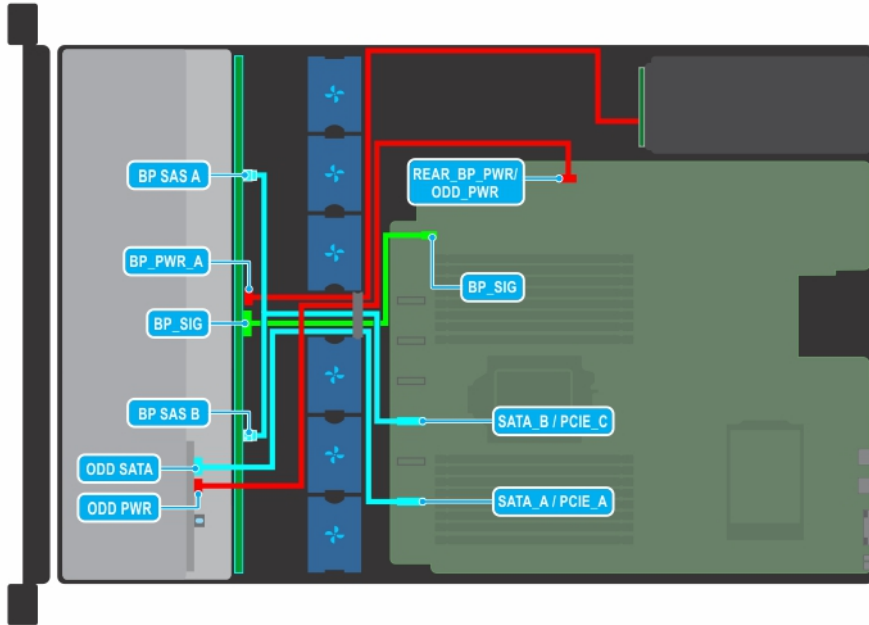 BP SAS A
REAR_BP_PWR/
ODD_PWR
BP_PWR_A
BP_SIG
BP_SIG
BP SAS B
SATA_B / PCIE_C
ODD SATA
ODD PWR
SATA_A / PCIE_A